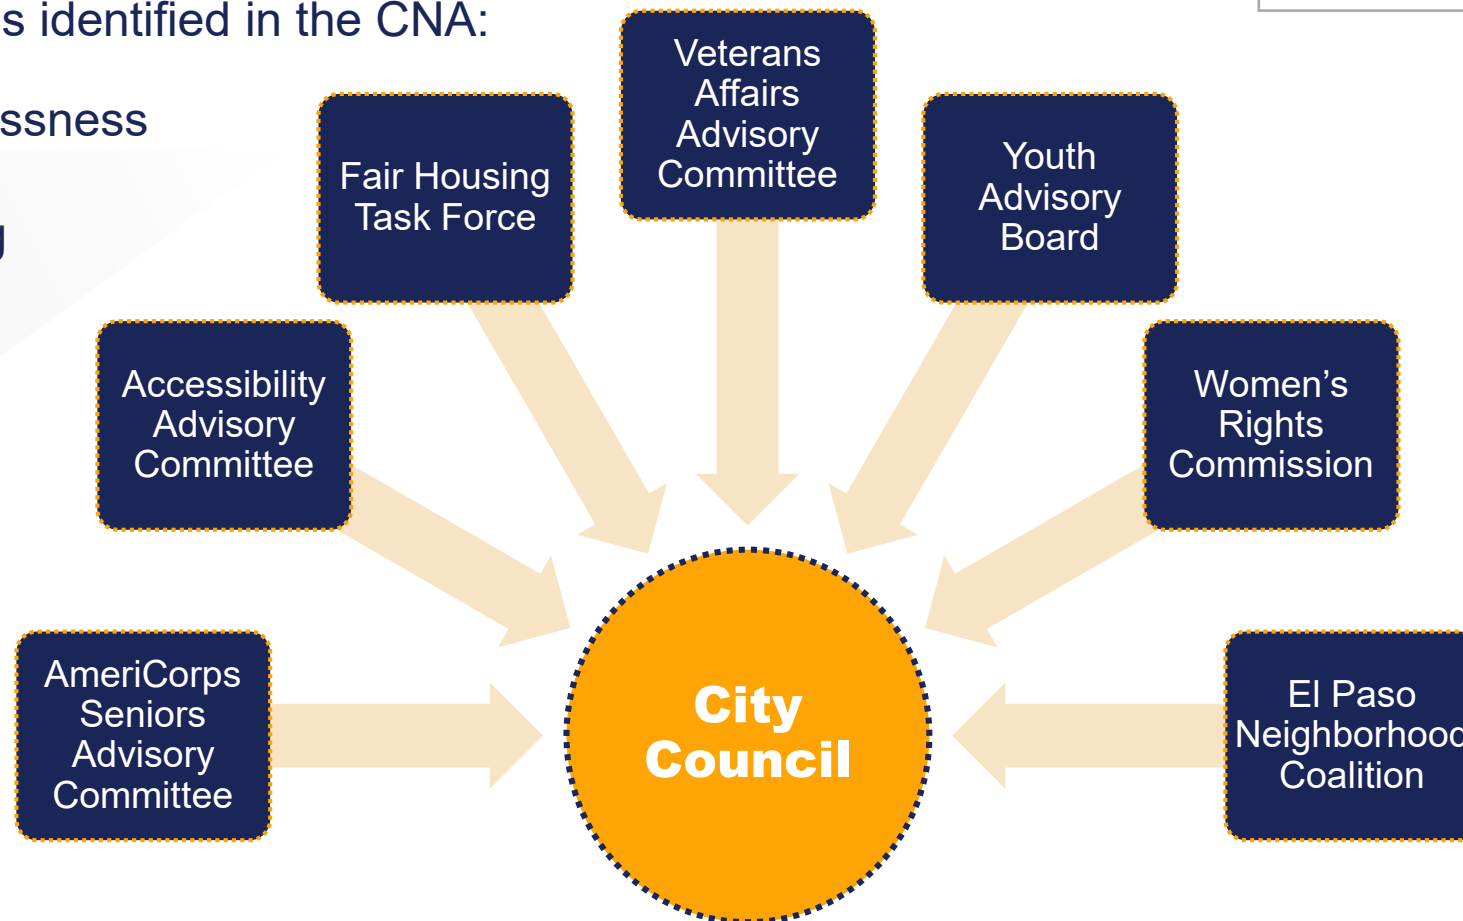 s identified in the CNA:
ssness
g
Veterans
Affairs
Advisory
Committee
Fair Housing
Task Force
Youth
Advisory
Board
Accessibility
Advisory
Committee
Women's
Rights
Commission
AmeriCorps
Seniors
Advisory
Committee
City
Council
El Paso
Neighborhood
Coalition